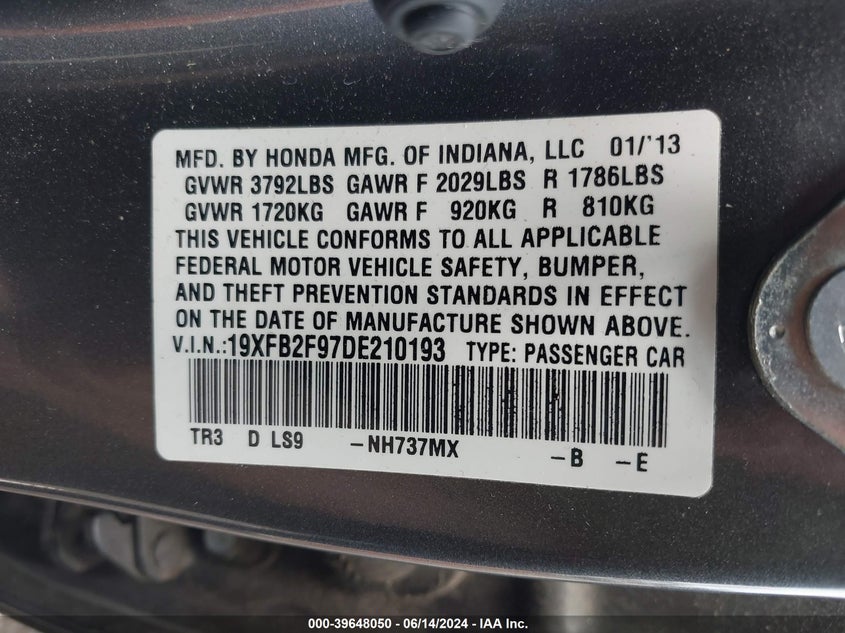 MFD. BY HONDA MFG. OF INDIANA, LLC 01/'13
GVWR 3792LBS GAWR F 2029LBS R 1786LBS
GVWR 1720KG GAWR F 920KG R 810KG
THIS VEHICLE CONFORMS TO ALL APPLICABLE
FEDERAL MOTOR VEHICLE SAFETY, BUMPER,
AND THEFT PREVENTION STANDARDS IN EFFECT
ON THE DATE OF MANUFACTURE SHOWN ABOVE.
V.I.N.:19XFB2F97DE210193 TYPE: PASSENGER CAR
TR3 D LS9 -NH737MX -B -E
000-39648050 - 06/14/2024 - IAA Inc.